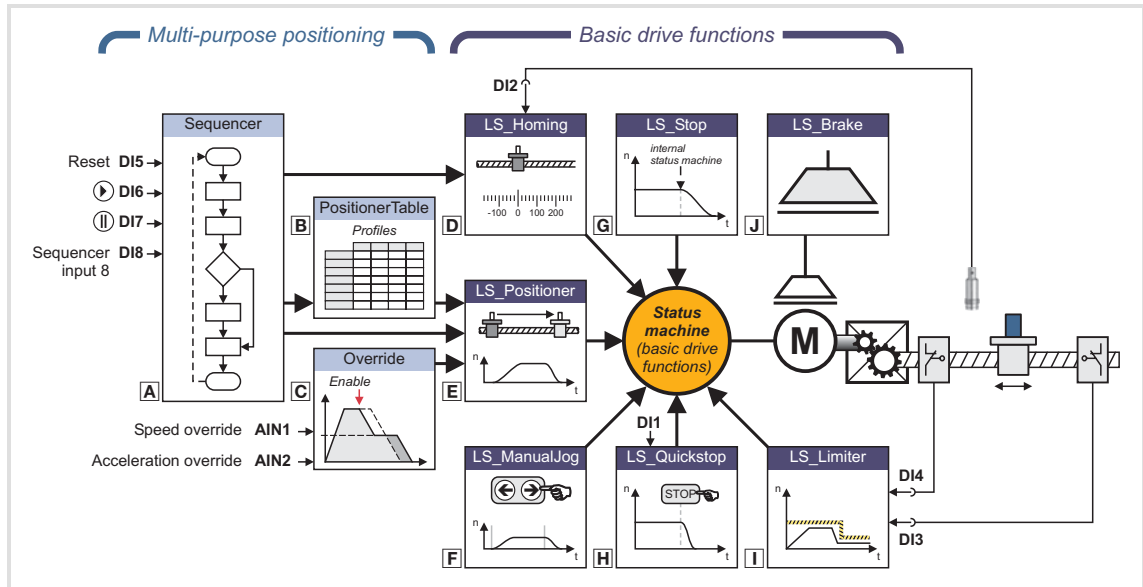 Multi-purpose positioning
Basic drive functions
DI2
Sequencer
LS_Homing
LS_Stop
LS_Brake
Reset DI5
DI6
DI7
Sequencer DI8
input 8
A
B
PositionerTable
Profiles
-100 0 100 200
D
n
internal
status machine
t
G
J
C
Override
Enable
Speed override AIN1
Acceleration override AIN2
LS_Positioner
n
t
E
Status
machine
(basic drive
functions)
M
DI1
LS_ManualJog
n
t
F
LS_Quickstop
n
STOP
t
H
LS_Limiter
n
t
I
DI4
DI3